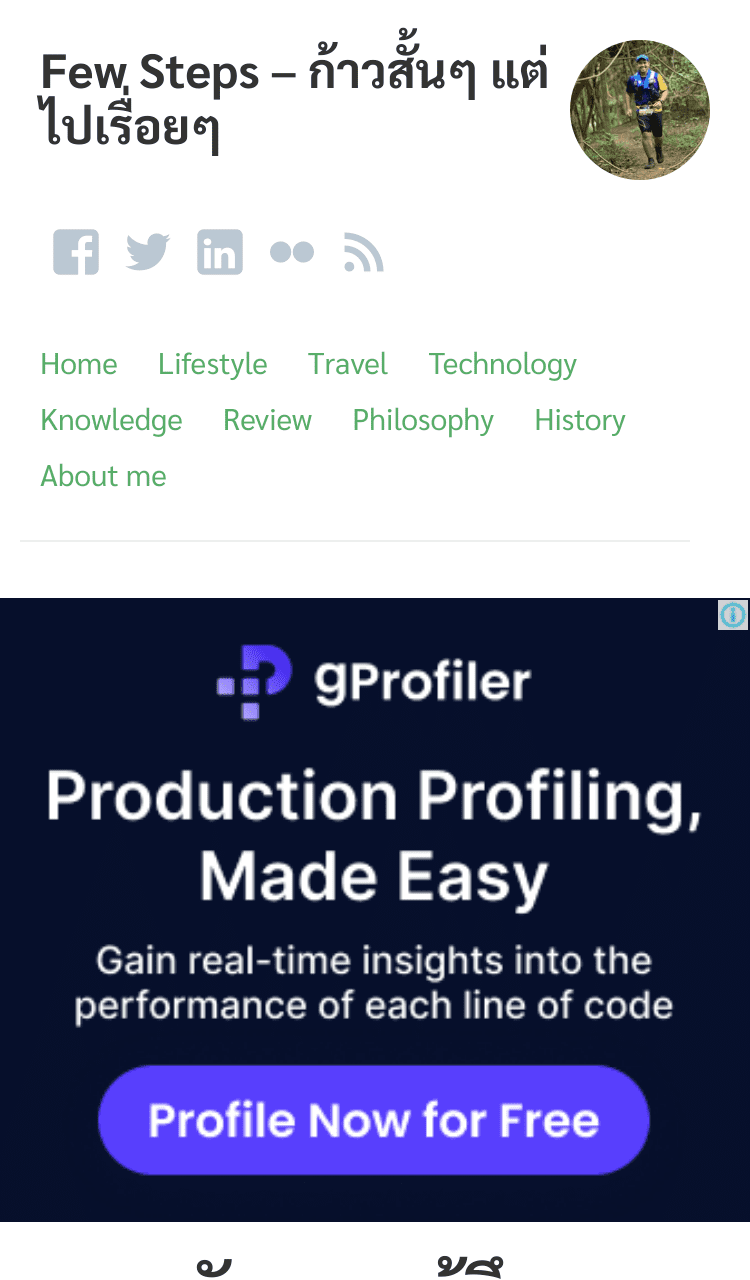 Few Steps – ก้าวสั้นๆ แต่
ไปเรื่อยๆ
Home Lifestyle Travel Technology
Knowledge Review Philosophy History
About me
gProfiler
Production Profiling,
Made Easy
Gain real-time insights into the
performance of each line of code
Profile Now for Free